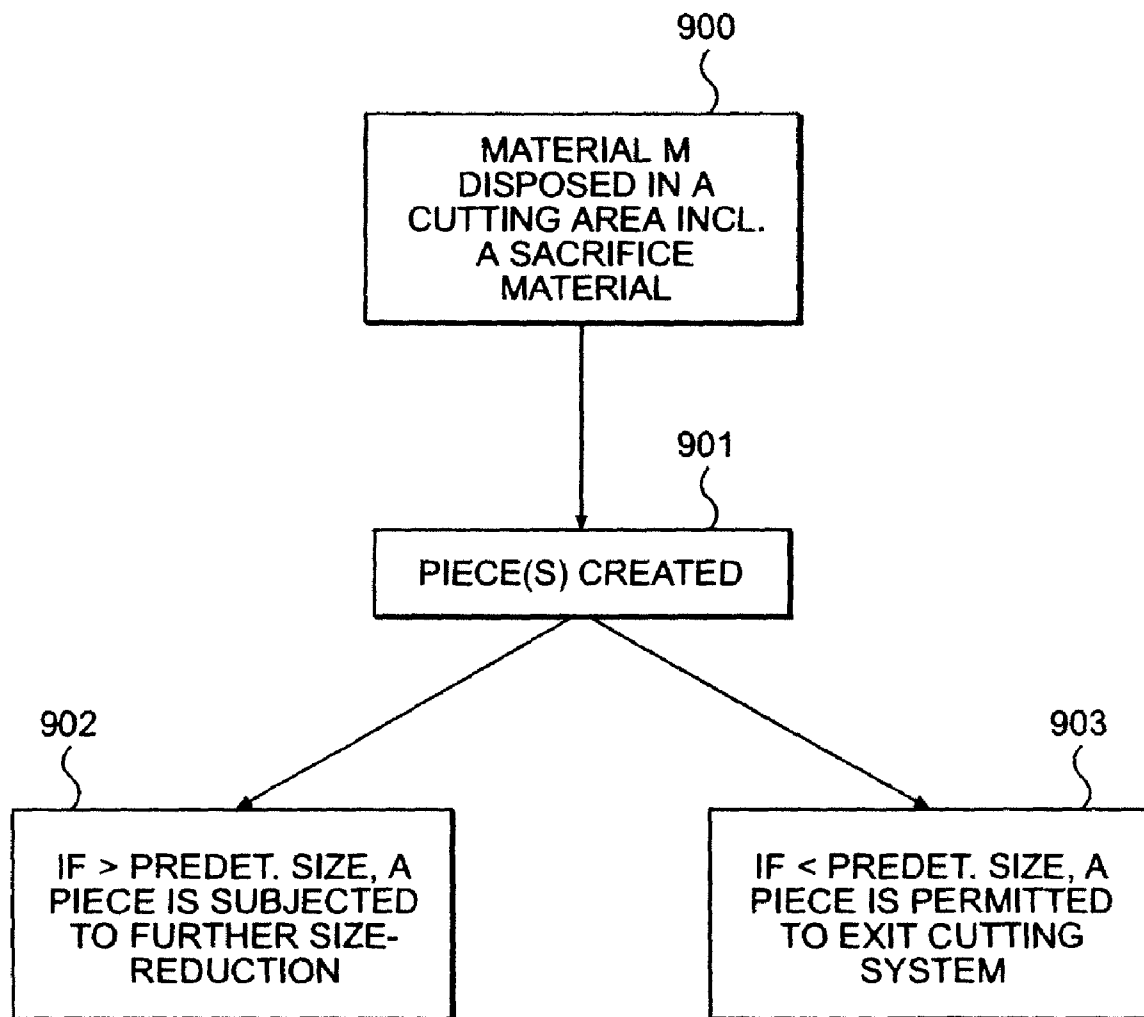 900
MATERIAL M
DISPOSED IN A
CUTTING AREA INCL.
A SACRIFICE
MATERIAL
901
PIECE(S) CREATED
902
IF > PREDET. SIZE, A
PIECE IS SUBJECTED
TO FURTHER SIZE-
REDUCTION
903
IF < PREDET. SIZE, A
PIECE IS PERMITTED
TO EXIT CUTTING
SYSTEM